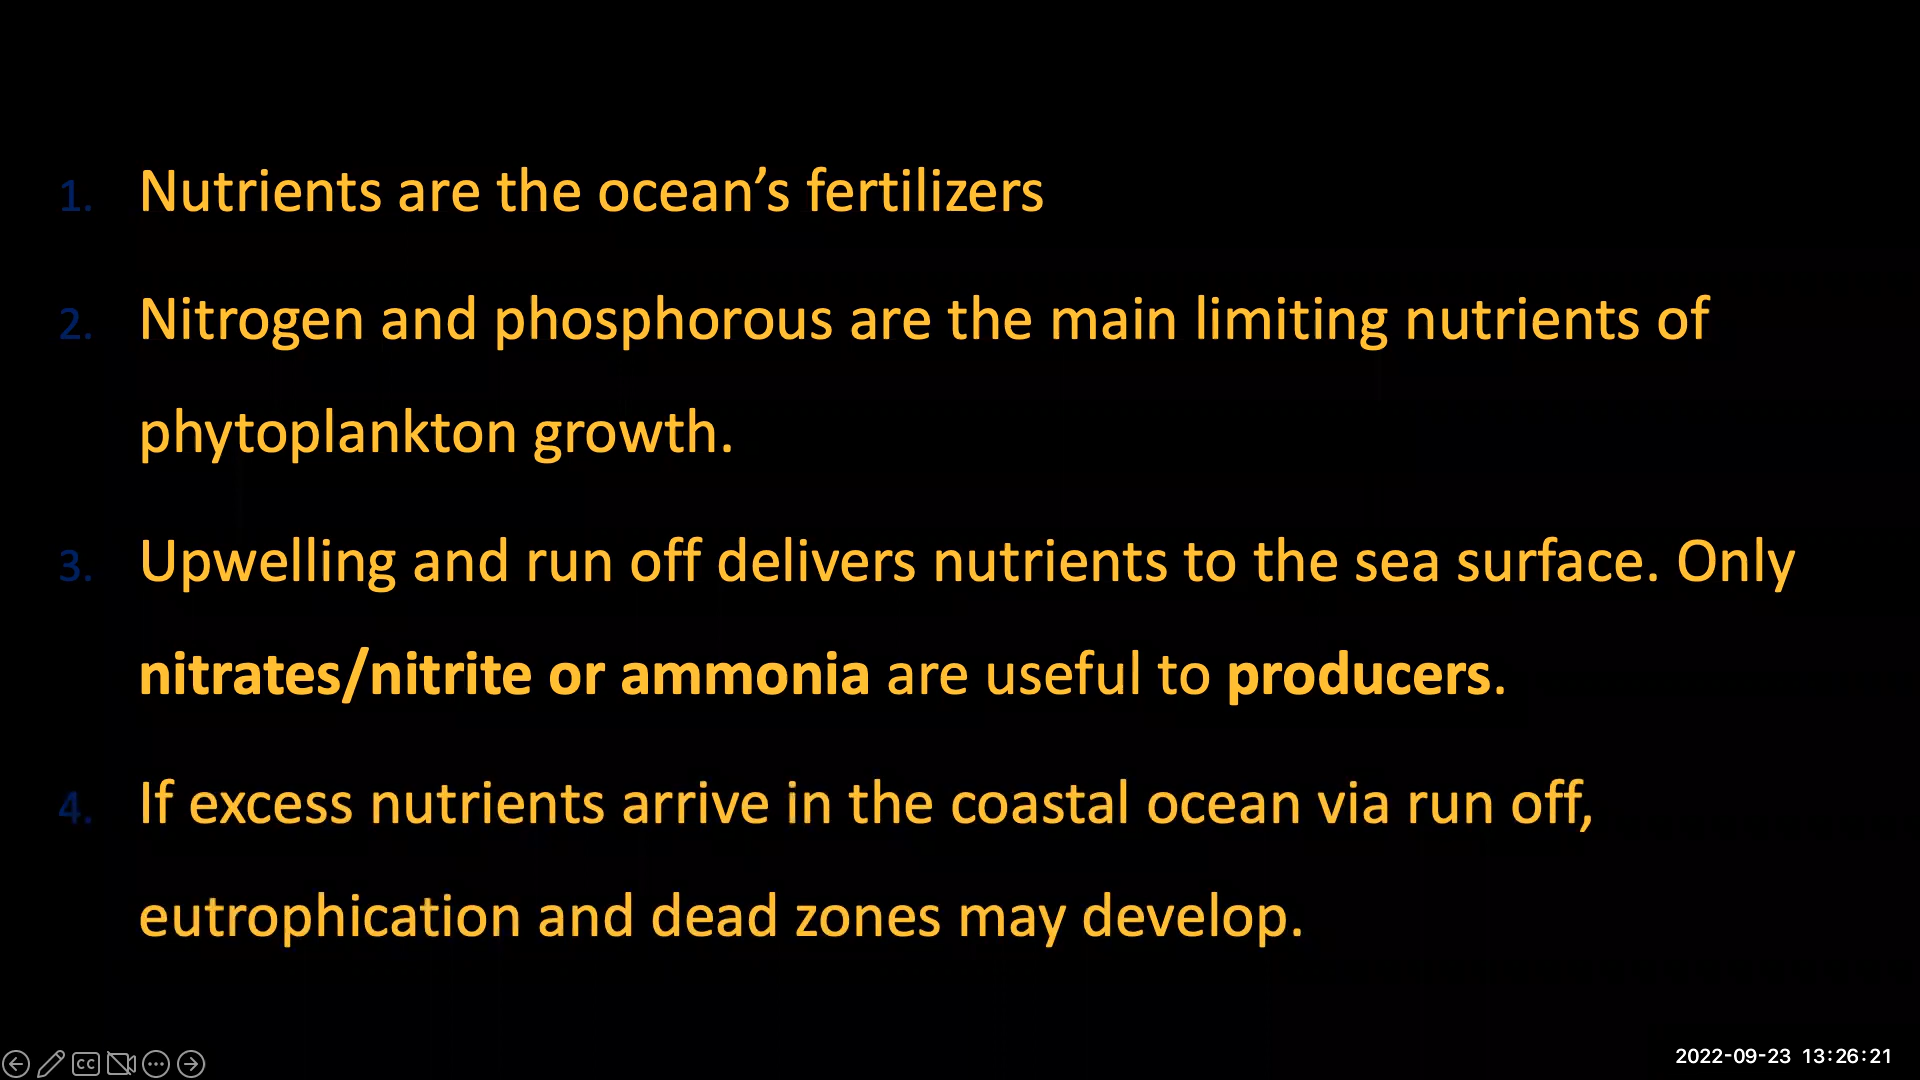 1. Nutrients are the ocean’s fertilizers
2. Nitrogen and phosphorous are the main limiting nutrients of
phytoplankton growth.
3. Upwelling and run off delivers nutrients to the sea surface. Only
nitrates/nitrite or ammonia are useful to producers.
4. If excess nutrients arrive in the coastal ocean via run off,
eutrophication and dead zones may develop.
CC
2022-09-23 13:26:21